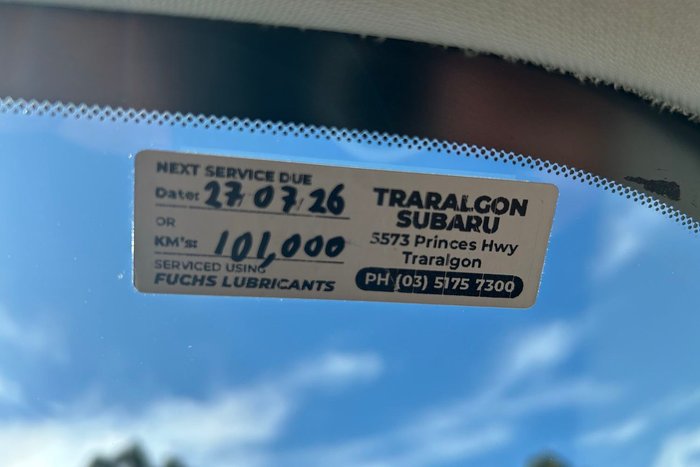 NEXT SERVICE DUE
Date: 27 07 26
OR
KM's: 101,000
SERVICED USING
FUCHS LUBRICANTS
TRARALGON
SUBARU
5573 Princes Hwy
Traralgon
PH (03) 5175 7300